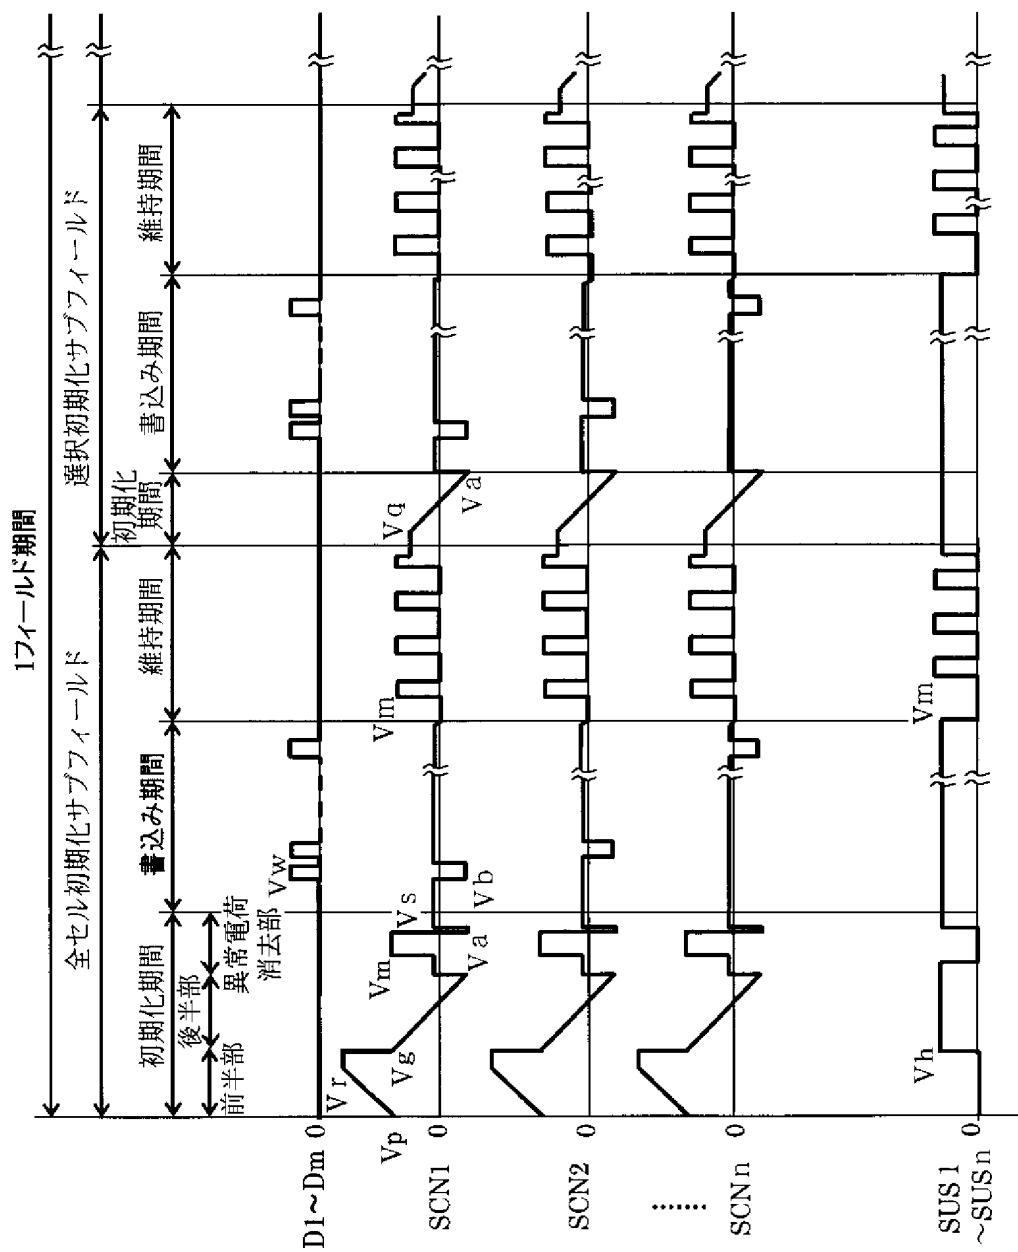 1フィールド期間
全セル初期化サブフィールド
選択初期化サブフィールド
初期化期間
書込み期間
維持期間
初期化
期間
書込み期間
維持期間
前半部
後半部
異常電荷
消去部
D1~Dm 0
Vw
Vp
Vr
Vg
Vm
Va
Vs
Vb
Vm
Vq
Va
SCN1 0
SCN2 0
........
SCNn 0
Vh
Vm
SUS1
~SUSn 0